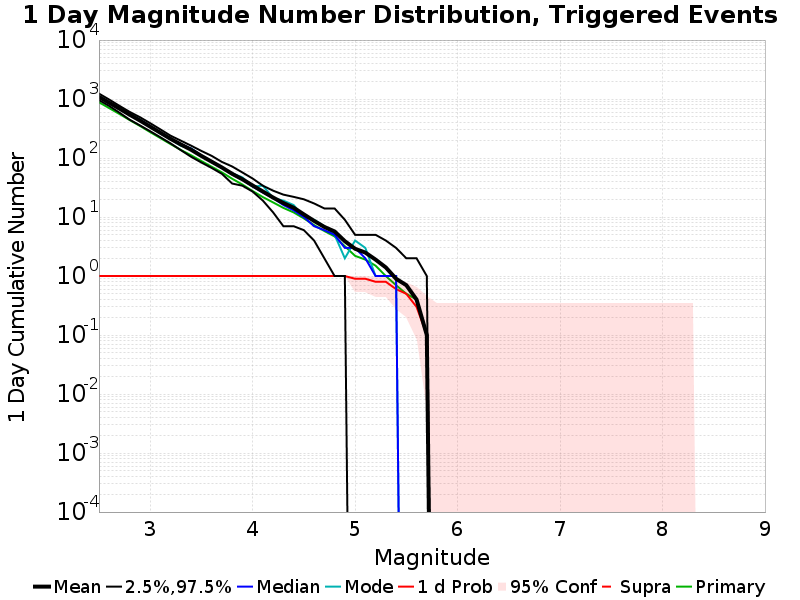 1 Day Magnitude Number Distribution, Triggered Events
1 Day Cumulative Number
10^4
10^3
10^2
10^1
10^0
10^-1
10^-2
10^-3
10^-4
3 4 5 6 7 8 9
Magnitude
Mean 2.5%,97.5% Median Mode 1 d Prob 95% Conf Supra Primary